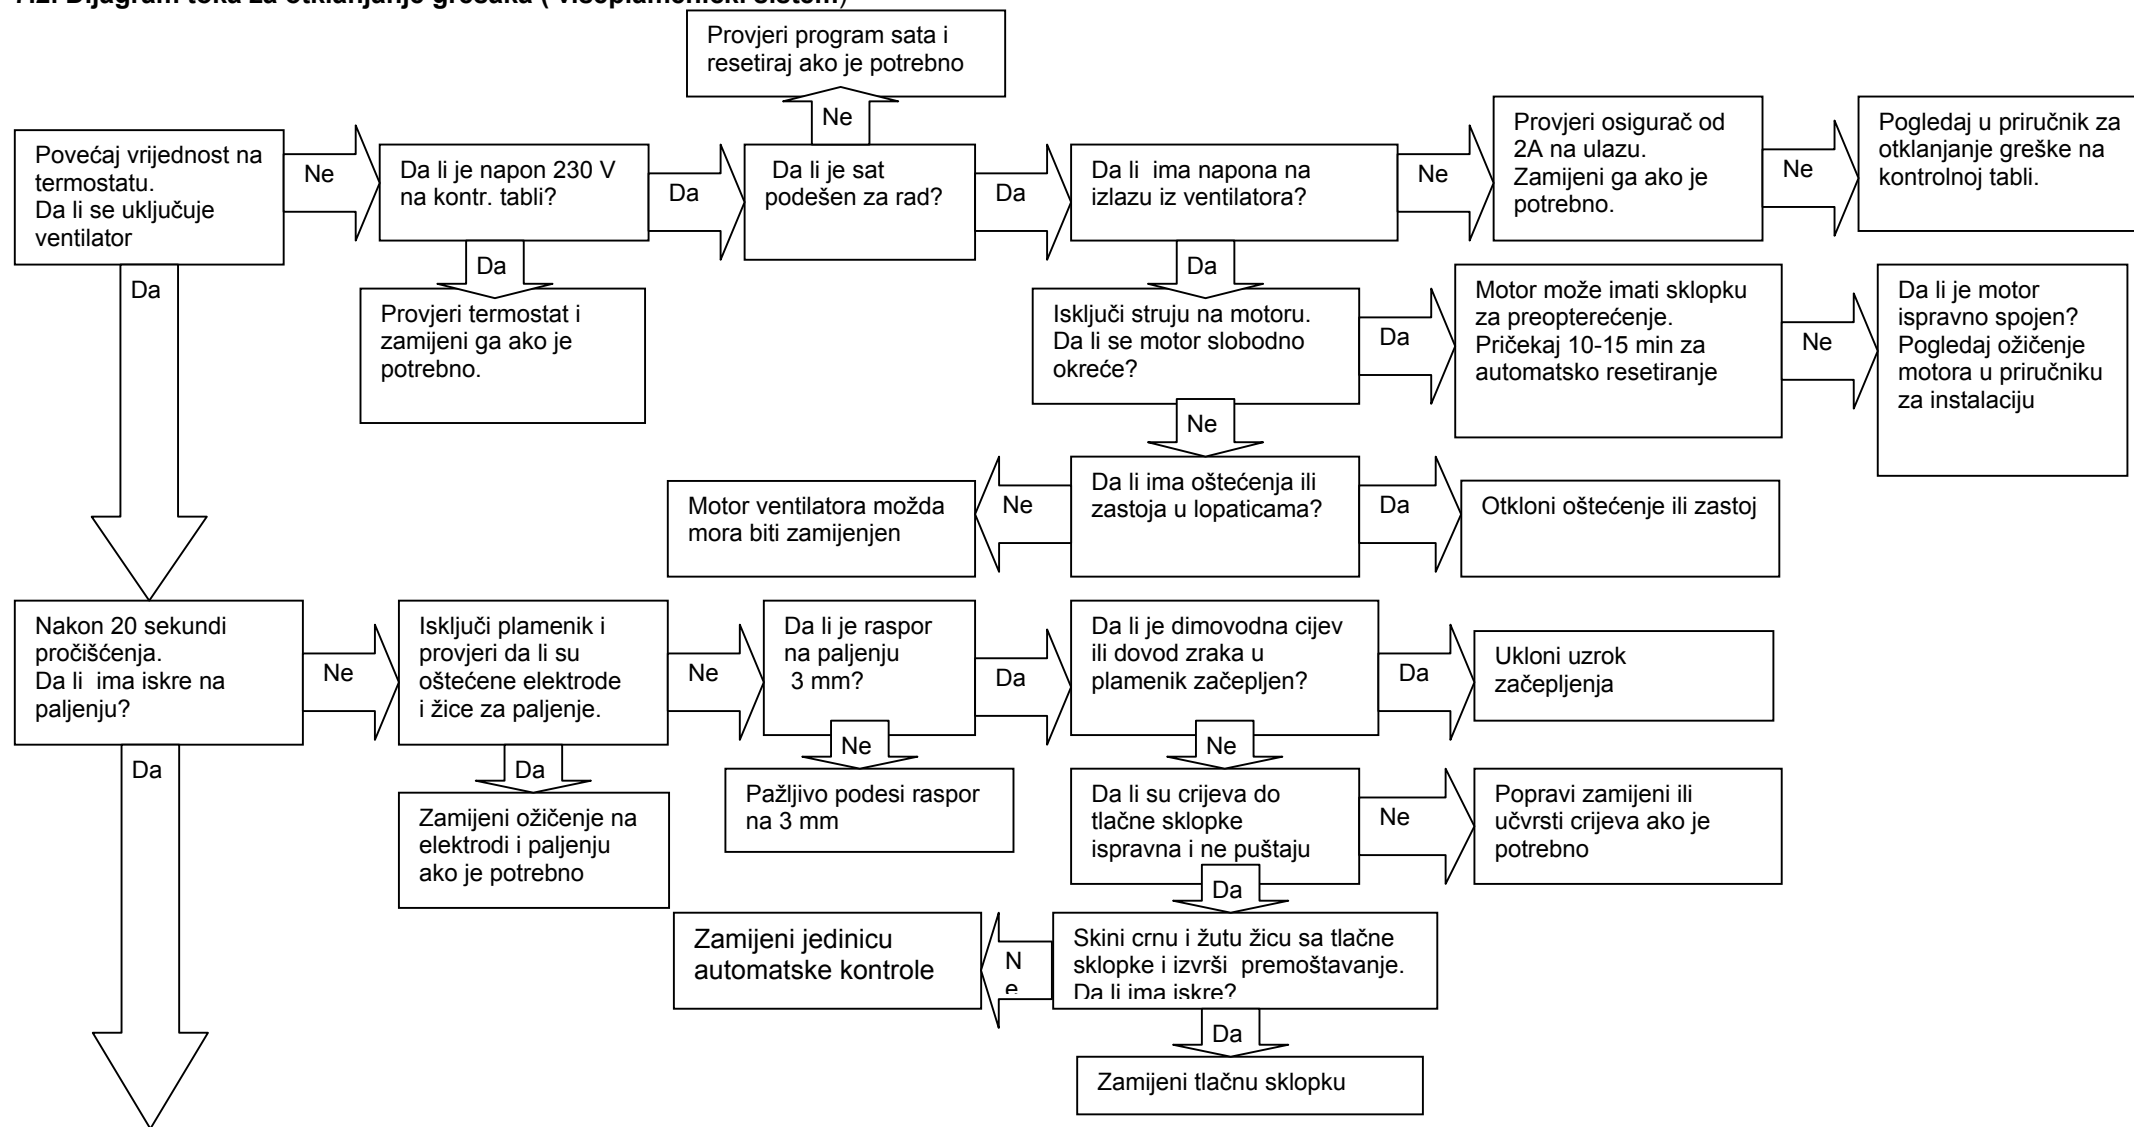 Dijagram toka za otklanjanje grešaka ( višeplamenički sistem)
Provjeri program sata i
resetiraj ako je potrebno
Ne
Povećaj vrijednost na
termostatu.
Da li se uključuje
ventilator
Ne
Da li je napon 230 V
na kontr. tabli?
Da
Da li je sat
podešen za rad?
Da
Da li  ima napona na
izlazu iz ventilatora?
Ne
Provjeri osigurač od
2A na ulazu.
Zamijeni ga ako je
potrebno.
Ne
Pogledaj u priručnik za
otklanjanje greške na
kontrolnoj tabli.
Da
Da
Da
Provjeri termostat i
zamijeni ga ako je
potrebno.
Isključi struju na motoru.
Da li se motor slobodno
okreće?
Da
Motor može imati sklopku
za preopterećenje.
Pričekaj 10-15 min za
automatsko resetiranje
Ne
Da li je motor
ispravno spojen?
Pogledaj ožičenje
motora u priručniku
za instalaciju
Ne
Motor ventilatora možda
mora biti zamijenjen
Ne
Da li ima oštećenja ili
zastoja u lopaticama?
Da
Otkloni oštećenje ili zastoj
Nakon 20 sekundi
pročišćenja.
Da li  ima iskre na
paljenju?
Ne
Isključi plamenik i
provjeri da li su
oštećene elektrode
i žice za paljenje.
Ne
Da li je raspor
na paljenju
3 mm?
Da
Da li je dimovodna cijev
ili dovod zraka u
plamenik začepljen?
Da
Ukloni uzrok
začepljenja
Da
Da
Ne
Ne
Zamijeni ožičenje na
elektrodi i paljenju
ako je potrebno
Pažljivo podesi raspor
na 3 mm
Da li su crijeva do
tlačne sklopke
ispravna i ne puštaju
Ne
Popravi zamijeni ili
učvrsti crijeva ako je
potrebno
Da
Zamijeni jedinicu
automatske kontrole
N
e
Skini crnu i žutu žicu sa tlačne
sklopke i izvrši  premoštavanje.
Da li ima iskre?
Da
Zamijeni tlačnu sklopku